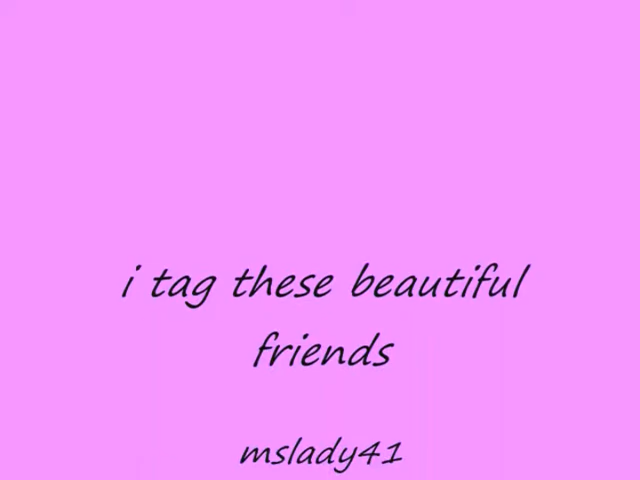 i tag these beautiful
friends
mslady41